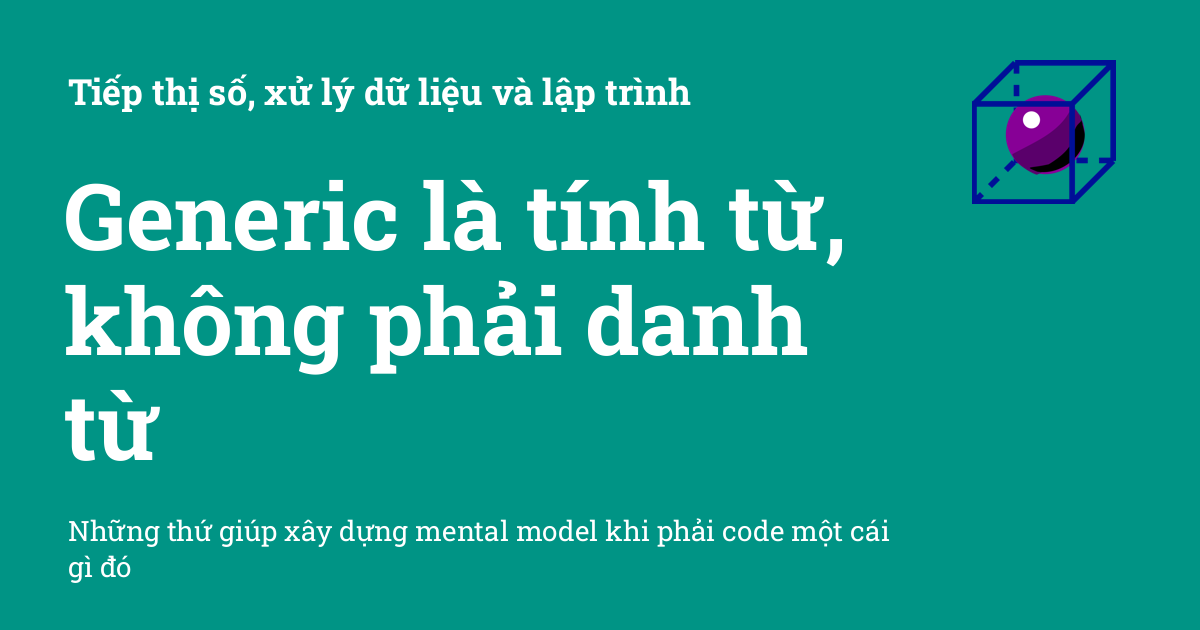 Tiếp thị số, xử lý dữ liệu và lập trình
Generic là tính từ,
không phải danh
từ
Những thứ giúp xây dựng mental model khi phải code một cái
gì đó